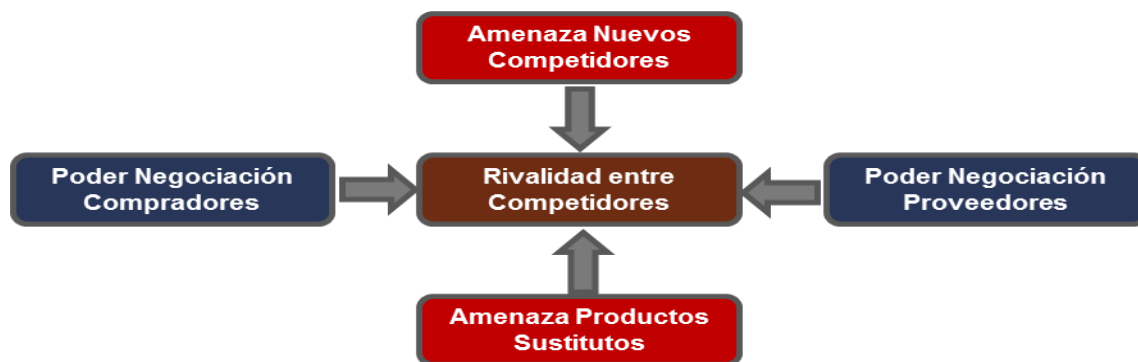 Amenaza Nuevos
Competidores
Poder Negociación
Compradores
Rivalidad entre
Competidores
Poder Negociación
Proveedores
Amenaza Productos
Sustitutos